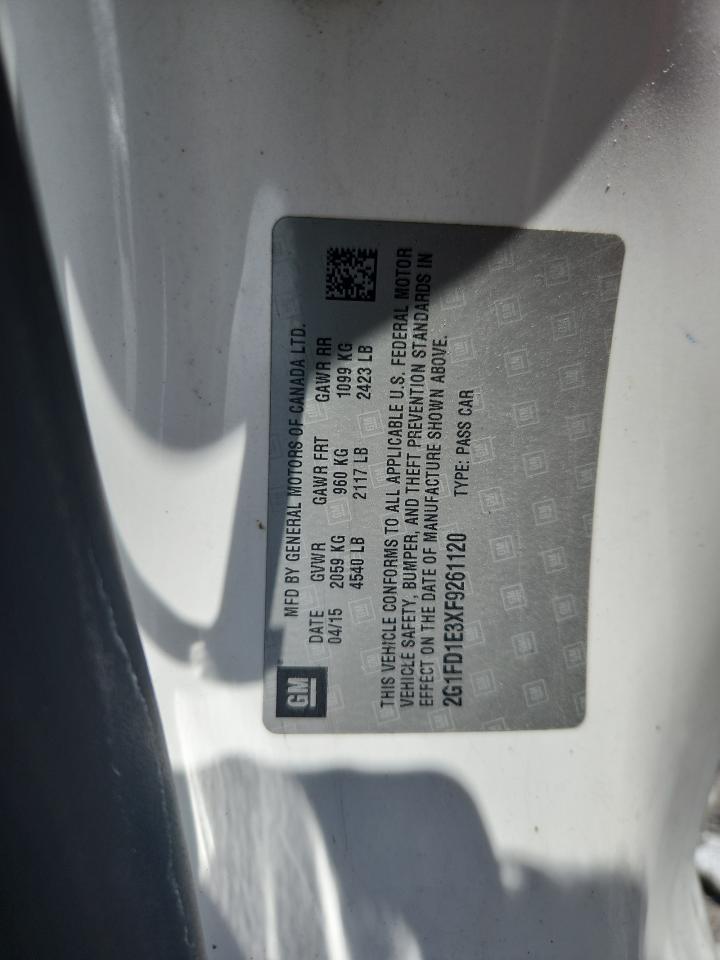 GM
MFD BY GENERAL MOTORS OF CANADA LTD.
DATE GVWR GAWR FRT GAWR RR
04/15 2059 KG 960 KG 1099 KG
4540 LB 2117 LB 2423 LB
THIS VEHICLE CONFORMS TO ALL APPLICABLE U.S. FEDERAL MOTOR
VEHICLE SAFETY, BUMPER, AND THEFT PREVENTION STANDARDS IN
EFFECT ON THE DATE OF MANUFACTURE SHOWN ABOVE.
2G1FD1E3XF9261120 TYPE: PASS CAR